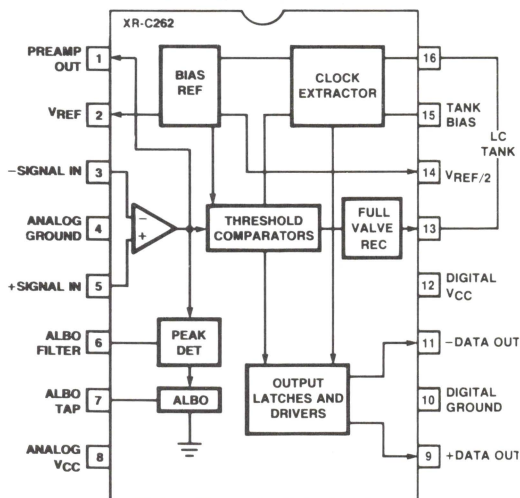 XR-C262
PREAMP
OUT
1
VREF
2
−SIGNAL IN
3
ANALOG
GROUND
4
+SIGNAL IN
5
ALBO
FILTER
6
ALBO
TAP
7
ANALOG
VCC
8
BIAS
REF
CLOCK
EXTRACTOR
−
+
THRESHOLD
COMPARATORS
FULL
VALVE
REC
PEAK
DET
ALBO
OUTPUT
LATCHES AND
DRIVERS
16
15
TANK
BIAS
LC
TANK
14
VREF/2
13
12
DIGITAL
VCC
11
−DATA OUT
10
DIGITAL
GROUND
9
+DATA OUT